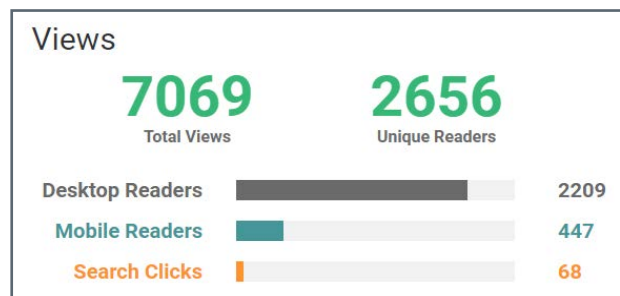 Views
7069 2656
Total Views Unique Readers
Desktop Readers 2209
Mobile Readers 447
Search Clicks 68